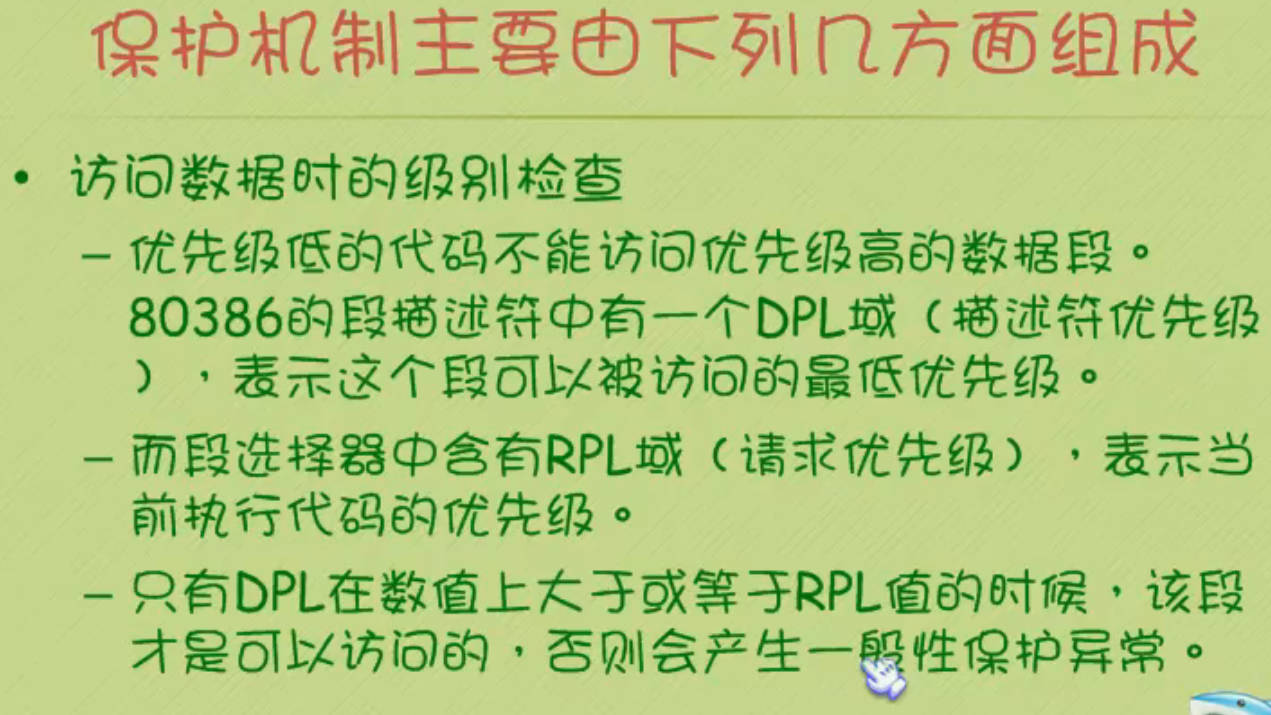 保护机制主要由下列几方面组成
• 访问数据时的级别检查
– 优先级低的代码不能访问优先级高的数据段。
80386的段描述符中有一个DPL域（描述符优先级
），表示这个段可以被访问的最低优先级。
– 而段选择器中含有RPL域（请求优先级），表示当
前执行代码的优先级。
– 只有DPL在数值上大于或等于RPL值的时候，该段
才是可以访问的，否则会产生一般性保护异常。